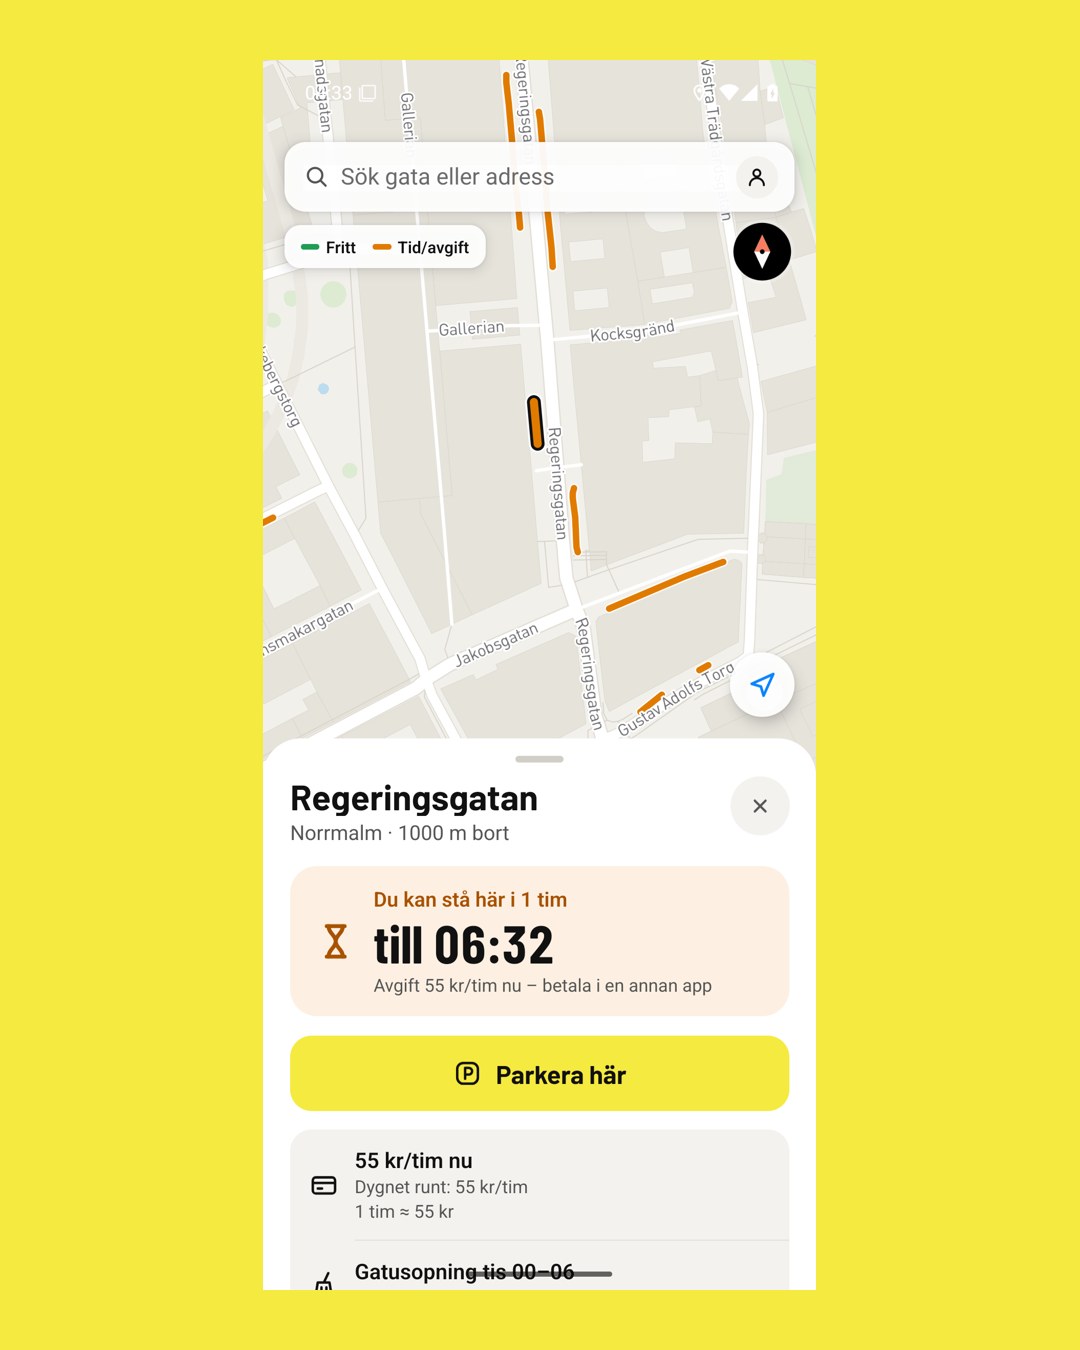 Sök gata eller adress
Fritt
Tid/avgift
Gallerian
Kocksgränd
Regeringsgatan
Jakobsgatan
Regeringsgatan
Gustav Adolfs Torg
Regeringsgatan
Norrmalm · 1000 m bort
Du kan stå här i 1 tim
till 06:32
Avgift 55 kr/tim nu – betala i en annan app
P Parkera här
55 kr/tim nu
Dygnet runt: 55 kr/tim
1 tim ≈ 55 kr
Gatusopning tis 00–06